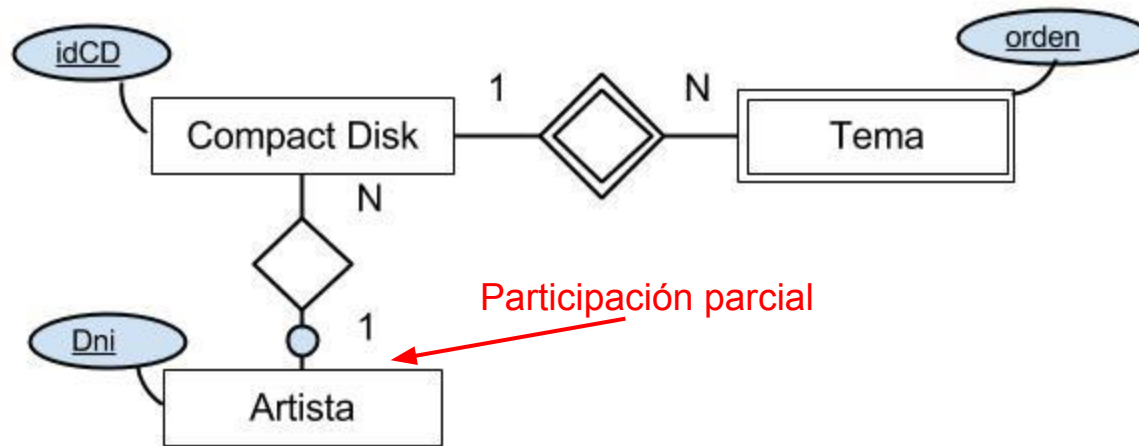 idCD
orden
1
N
Compact Disk
Tema
N
Participación parcial
1
Dni
Artista